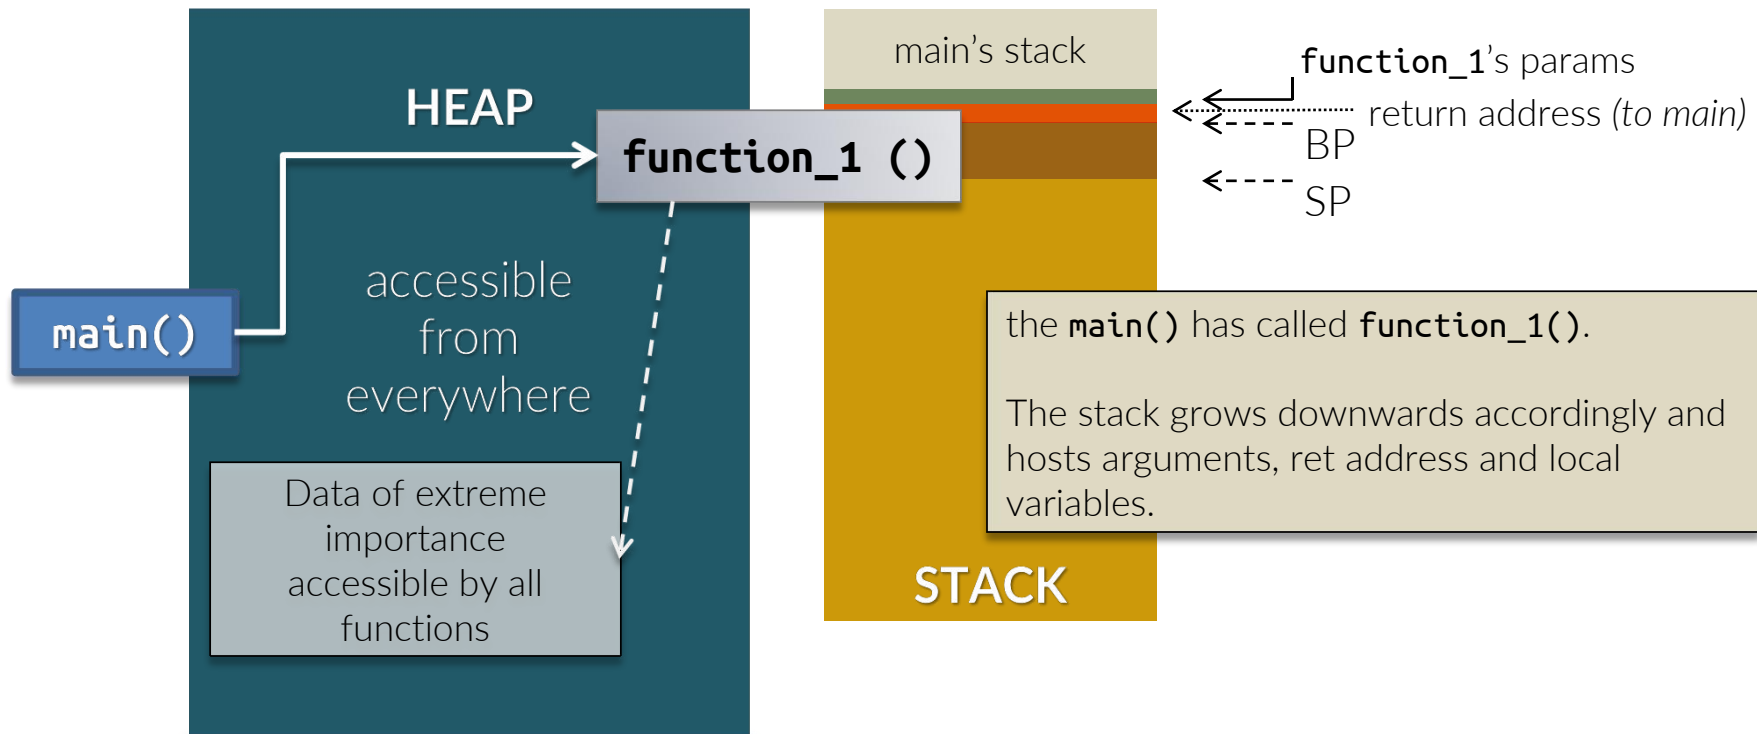 main's stack
function_1's params
HEAP
return address (to main)
function_1 ()
BP
SP
accessible
from
everywhere
main()
the main() has called function_1().
The stack grows downwards accordingly and
hosts arguments, ret address and local
variables.
Data of extreme
importance
accessible by all
functions
STACK